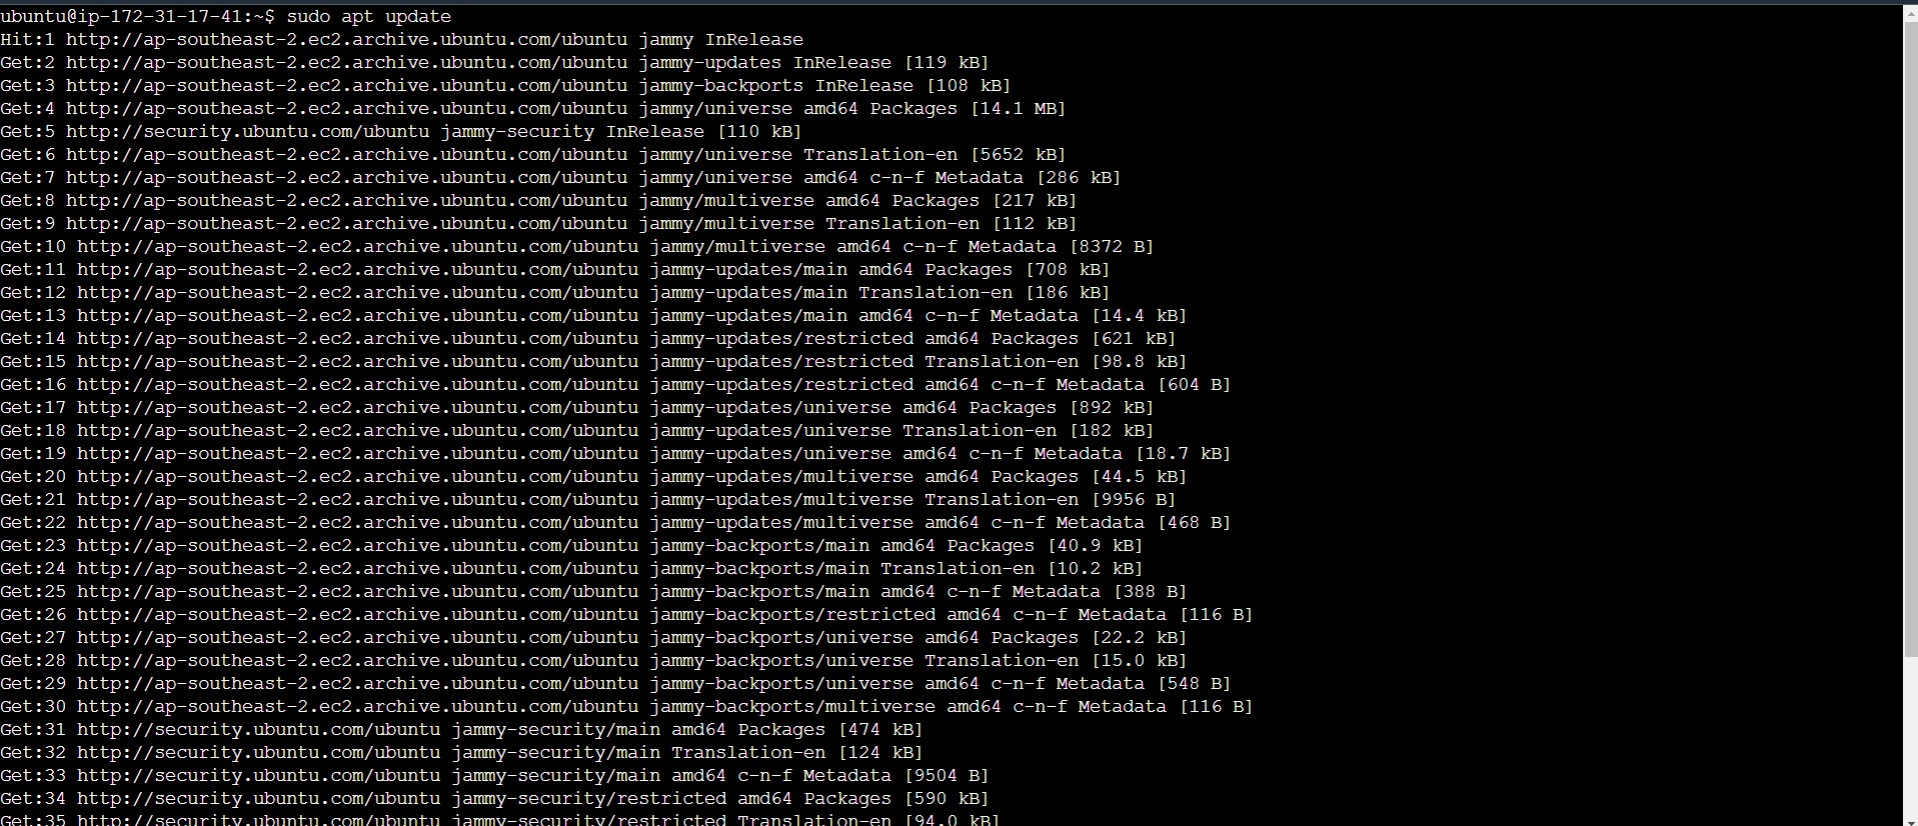 ubuntu@ip-172-31-17-41:~$ sudo apt update
Hit:1 http://ap-southeast-2.ec2.archive.ubuntu.com/ubuntu jammy InRelease
Get:2 http://ap-southeast-2.ec2.archive.ubuntu.com/ubuntu jammy-updates InRelease [119 kB]
Get:3 http://ap-southeast-2.ec2.archive.ubuntu.com/ubuntu jammy-backports InRelease [108 kB]
Get:4 http://ap-southeast-2.ec2.archive.ubuntu.com/ubuntu jammy/universe amd64 Packages [14.1 MB]
Get:5 http://security.ubuntu.com/ubuntu jammy-security InRelease [110 kB]
Get:6 http://ap-southeast-2.ec2.archive.ubuntu.com/ubuntu jammy/universe Translation-en [5652 kB]
Get:7 http://ap-southeast-2.ec2.archive.ubuntu.com/ubuntu jammy/universe amd64 c-n-f Metadata [286 kB]
Get:8 http://ap-southeast-2.ec2.archive.ubuntu.com/ubuntu jammy/multiverse amd64 Packages [217 kB]
Get:9 http://ap-southeast-2.ec2.archive.ubuntu.com/ubuntu jammy/multiverse Translation-en [112 kB]
Get:10 http://ap-southeast-2.ec2.archive.ubuntu.com/ubuntu jammy/multiverse amd64 c-n-f Metadata [8372 B]
Get:11 http://ap-southeast-2.ec2.archive.ubuntu.com/ubuntu jammy-updates/main amd64 Packages [708 kB]
Get:12 http://ap-southeast-2.ec2.archive.ubuntu.com/ubuntu jammy-updates/main Translation-en [186 kB]
Get:13 http://ap-southeast-2.ec2.archive.ubuntu.com/ubuntu jammy-updates/main amd64 c-n-f Metadata [14.4 kB]
Get:14 http://ap-southeast-2.ec2.archive.ubuntu.com/ubuntu jammy-updates/restricted amd64 Packages [621 kB]
Get:15 http://ap-southeast-2.ec2.archive.ubuntu.com/ubuntu jammy-updates/restricted Translation-en [98.8 kB]
Get:16 http://ap-southeast-2.ec2.archive.ubuntu.com/ubuntu jammy-updates/restricted amd64 c-n-f Metadata [604 B]
Get:17 http://ap-southeast-2.ec2.archive.ubuntu.com/ubuntu jammy-updates/universe amd64 Packages [892 kB]
Get:18 http://ap-southeast-2.ec2.archive.ubuntu.com/ubuntu jammy-updates/universe Translation-en [182 kB]
Get:19 http://ap-southeast-2.ec2.archive.ubuntu.com/ubuntu jammy-updates/universe amd64 c-n-f Metadata [18.7 kB]
Get:20 http://ap-southeast-2.ec2.archive.ubuntu.com/ubuntu jammy-updates/multiverse amd64 Packages [44.5 kB]
Get:21 http://ap-southeast-2.ec2.archive.ubuntu.com/ubuntu jammy-updates/multiverse Translation-en [9956 B]
Get:22 http://ap-southeast-2.ec2.archive.ubuntu.com/ubuntu jammy-updates/multiverse amd64 c-n-f Metadata [468 B]
Get:23 http://ap-southeast-2.ec2.archive.ubuntu.com/ubuntu jammy-backports/main amd64 Packages [40.9 kB]
Get:24 http://ap-southeast-2.ec2.archive.ubuntu.com/ubuntu jammy-backports/main Translation-en [10.2 kB]
Get:25 http://ap-southeast-2.ec2.archive.ubuntu.com/ubuntu jammy-backports/main amd64 c-n-f Metadata [388 B]
Get:26 http://ap-southeast-2.ec2.archive.ubuntu.com/ubuntu jammy-backports/restricted amd64 c-n-f Metadata [116 B]
Get:27 http://ap-southeast-2.ec2.archive.ubuntu.com/ubuntu jammy-backports/universe amd64 Packages [22.2 kB]
Get:28 http://ap-southeast-2.ec2.archive.ubuntu.com/ubuntu jammy-backports/universe Translation-en [15.0 kB]
Get:29 http://ap-southeast-2.ec2.archive.ubuntu.com/ubuntu jammy-backports/universe amd64 c-n-f Metadata [548 B]
Get:30 http://ap-southeast-2.ec2.archive.ubuntu.com/ubuntu jammy-backports/multiverse amd64 c-n-f Metadata [116 B]
Get:31 http://security.ubuntu.com/ubuntu jammy-security/main amd64 Packages [474 kB]
Get:32 http://security.ubuntu.com/ubuntu jammy-security/main Translation-en [124 kB]
Get:33 http://security.ubuntu.com/ubuntu jammy-security/main amd64 c-n-f Metadata [9504 B]
Get:34 http://security.ubuntu.com/ubuntu jammy-security/restricted amd64 Packages [590 kB]
Get:35 http://security.ubuntu.com/ubuntu jammy-security/restricted Translation-en [94.0 kB]